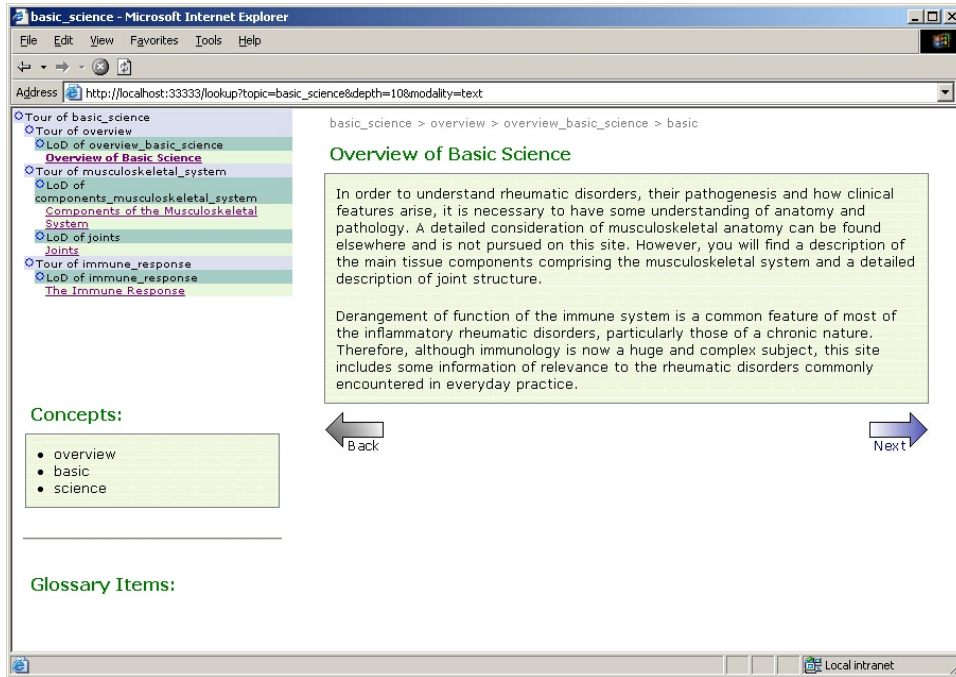 basic_science - Microsoft Internet Explorer
File Edit View Favorites Tools Help
Address http://localhost:33333/lookup?topic=basic_science&depth=10&modality=text
Tour of basic_science
Tour of overview
LoD of overview_basic_science
Overview of Basic Science
Tour of musculoskeletal_system
LoD of
components_musculoskeletal_system
Components of the Musculoskeletal
System
LoD of joints
Joints
Tour of immune_response
LoD of immune_response
The Immune Response
Concepts:
overview
basic
science
Glossary Items:
basic_science > overview > overview_basic_science > basic
Overview of Basic Science
In order to understand rheumatic disorders, their pathogenesis and how clinical
features arise, it is necessary to have some understanding of anatomy and
pathology. A detailed consideration of musculoskeletal anatomy can be found
elsewhere and is not pursued on this site. However, you will find a description of
the main tissue components comprising the musculoskeletal system and a detailed
description of joint structure.
Derangement of function of the immune system is a common feature of most of
the inflammatory rheumatic disorders, particularly those of a chronic nature.
Therefore, although immunology is now a huge and complex subject, this site
includes some information of relevance to the rheumatic disorders commonly
encountered in everyday practice.
Back
Next
Local intranet